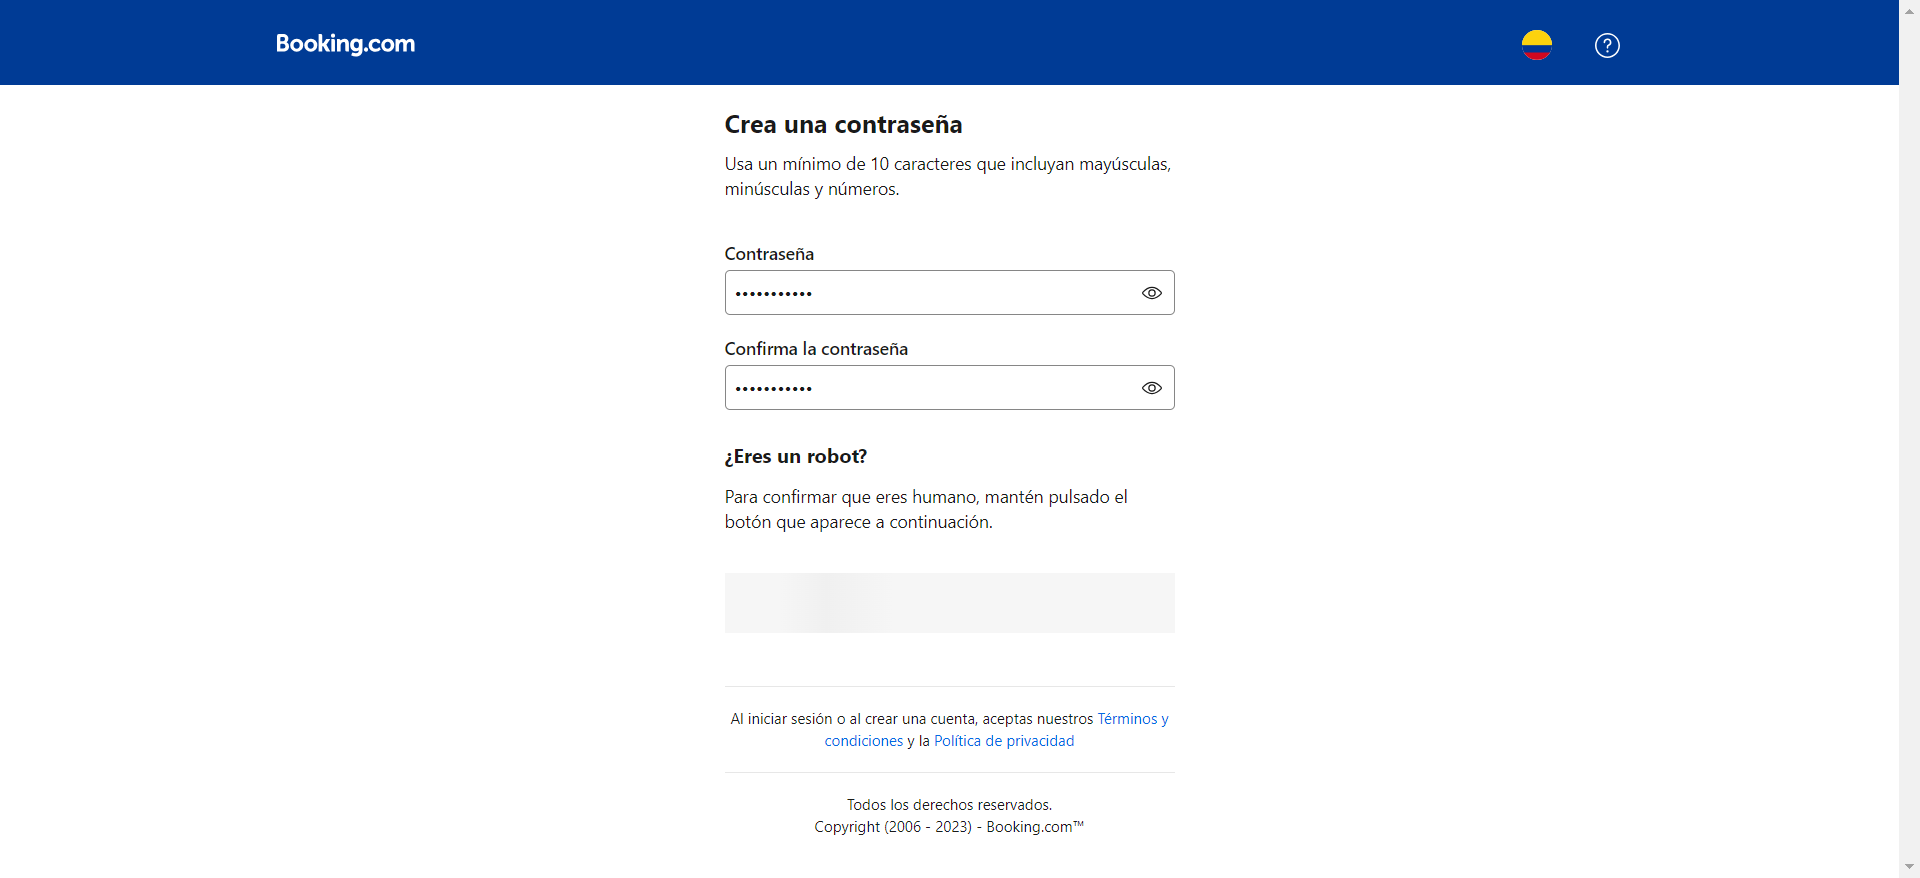 Booking.com
Crea una contraseña
Usa un mínimo de 10 caracteres que incluyan mayúsculas,
minúsculas y números.
Contraseña
•••••••••••
Confirma la contraseña
•••••••••••
¿Eres un robot?
Para confirmar que eres humano, mantén pulsado el
botón que aparece a continuación.
Al iniciar sesión o al crear una cuenta, aceptas nuestros Términos y
condiciones y la Política de privacidad
Todos los derechos reservados.
Copyright (2006 - 2023) - Booking.com™